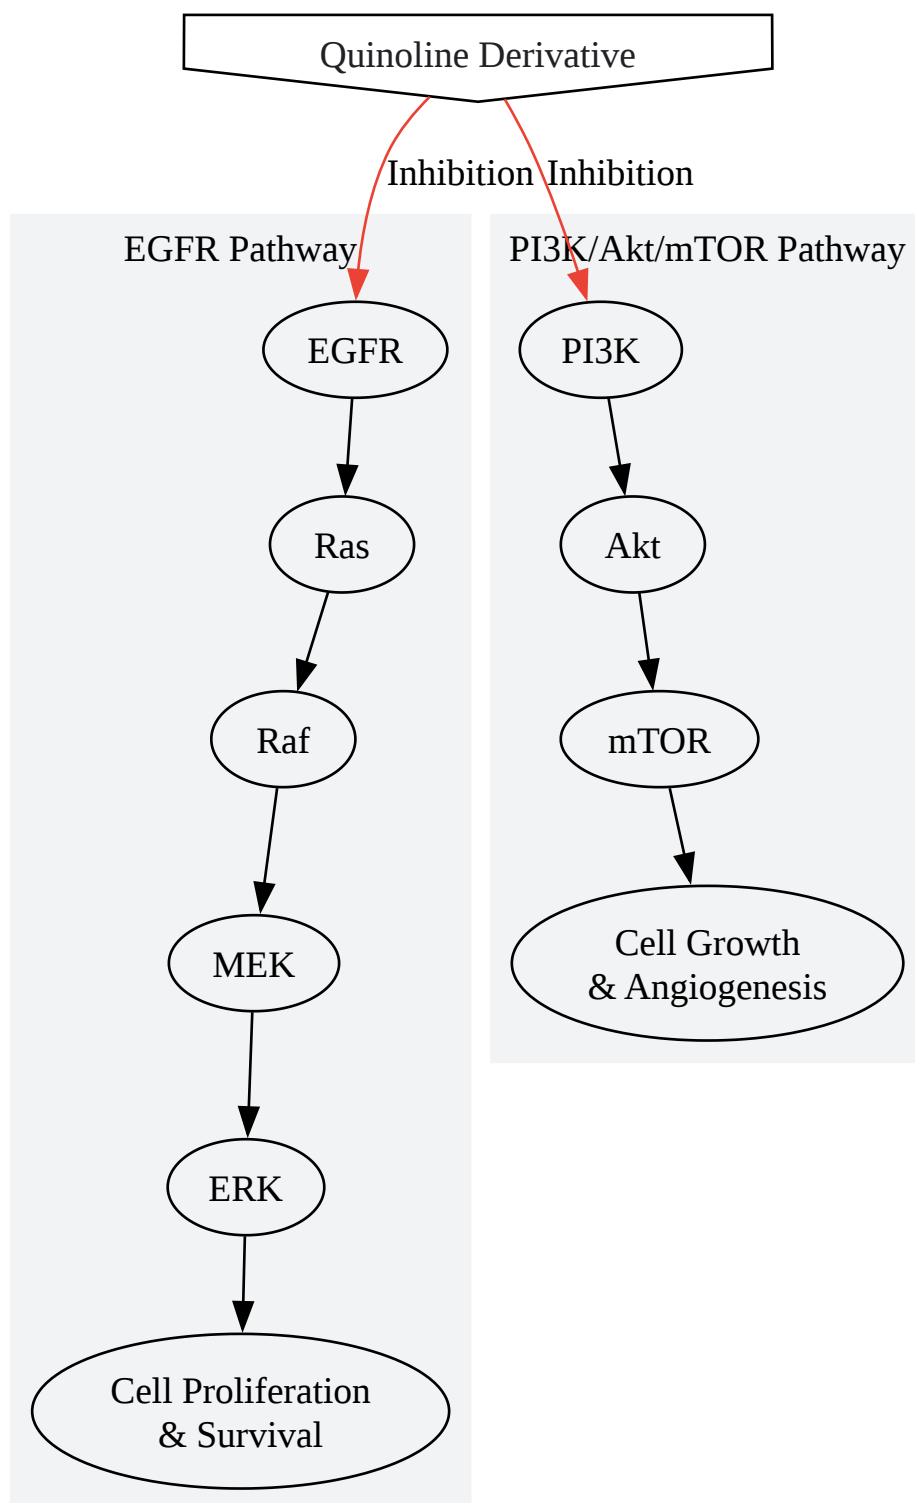 Quinoline Derivative
Inhibition
Inhibition
EGFR Pathway
EGFR
Ras
Raf
MEK
ERK
Cell Proliferation
& Survival
PI3K/Akt/mTOR Pathway
PI3K
Akt
mTOR
Cell Growth
& Angiogenesis